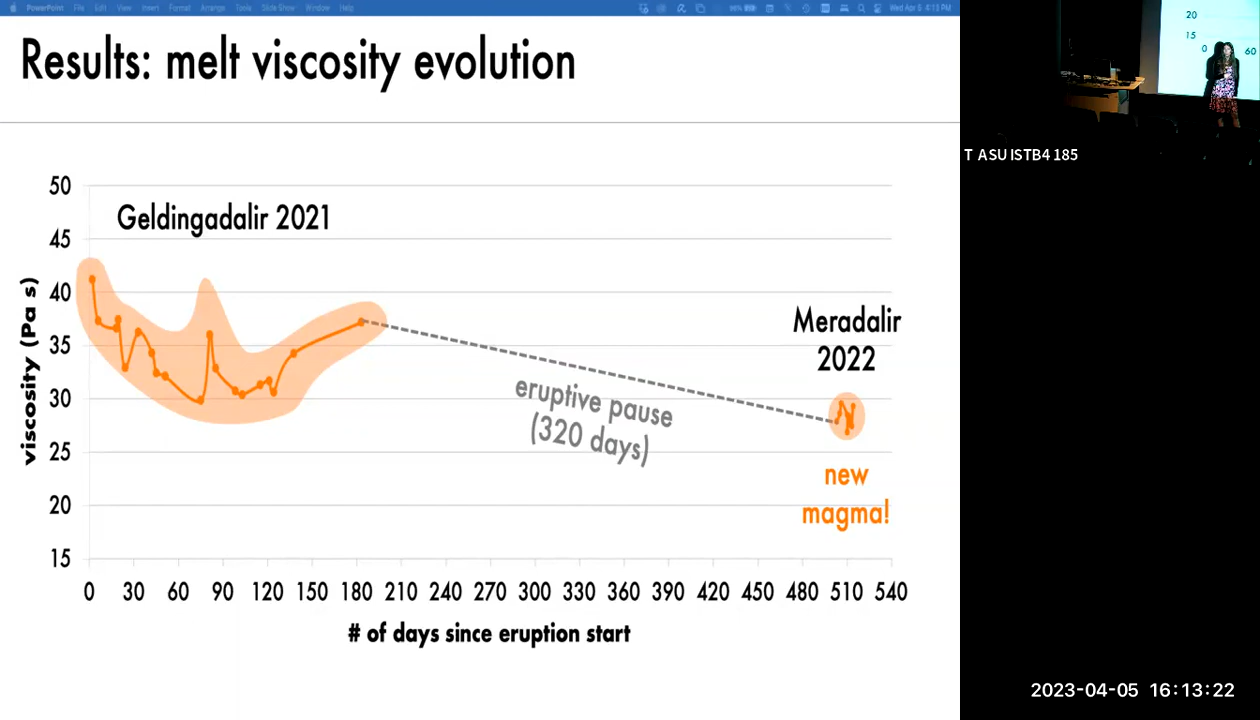 PowerPoint File Edit View Insert Format Arrange Tools Slide Show Window Help
Wed Apr 5 4:13 PM
Results: melt viscosity evolution
50
45
40
35
30
25
20
15
viscosity (Pa s)
Geldingadalir 2021
eruptive pause
(320 days)
Meradalir
2022
new
magma!
0 30 60 90 120 150 180 210 240 270 300 330 360 390 420 450 480 510 540
# of days since eruption start
20
15
0 60
T ASU ISTB4 185
2023-04-05 16:13:22